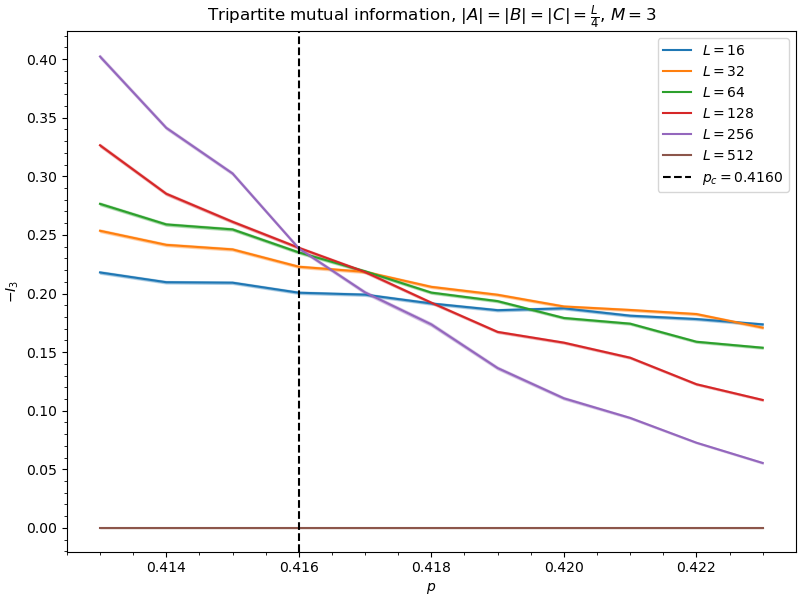 Tripartite mutual information, |A| = |B| = |C| = L/4, M = 3
−I₃
0.40
0.35
0.30
0.25
0.20
0.15
0.10
0.05
0.00
L = 16
L = 32
L = 64
L = 128
L = 256
L = 512
p_c = 0.4160
0.414
0.416
0.418
0.420
0.422
p